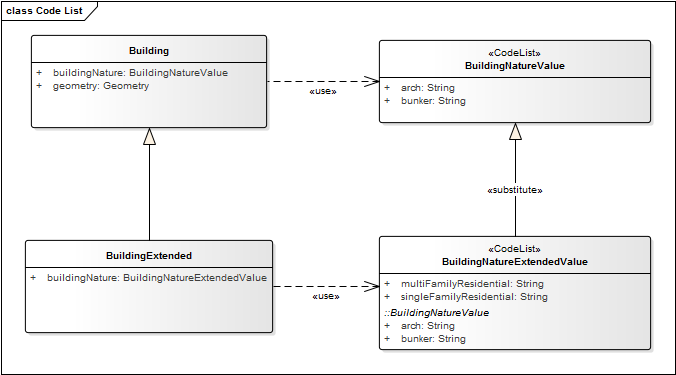 class Code List
Building
+ buildingNature: BuildingNatureValue
+ geometry: Geometry
«use»
«CodeList»
BuildingNatureValue
+ arch: String
+ bunker: String
«substitute»
BuildingExtended
+ buildingNature: BuildingNatureExtendedValue
«use»
«CodeList»
BuildingNatureExtendedValue
+ multiFamilyResidential: String
+ singleFamilyResidential: String
::BuildingNatureValue
+ arch: String
+ bunker: String